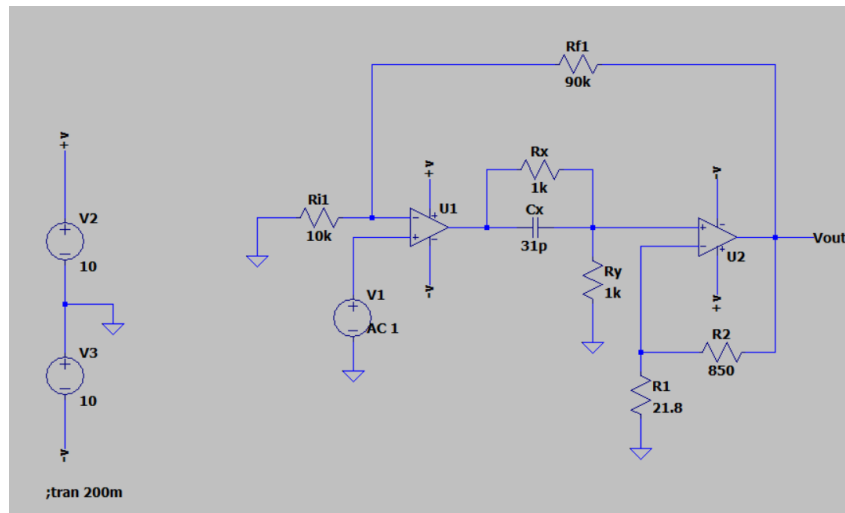 Rf1
90k
+v
V2
10
V3
10
-v
;tran 200m
Ri1
10k
+v
U1
-v
V1
AC 1
Rx
1k
Cx
31p
Ry
1k
-v
U2
+v
Vout
R2
850
R1
21.8